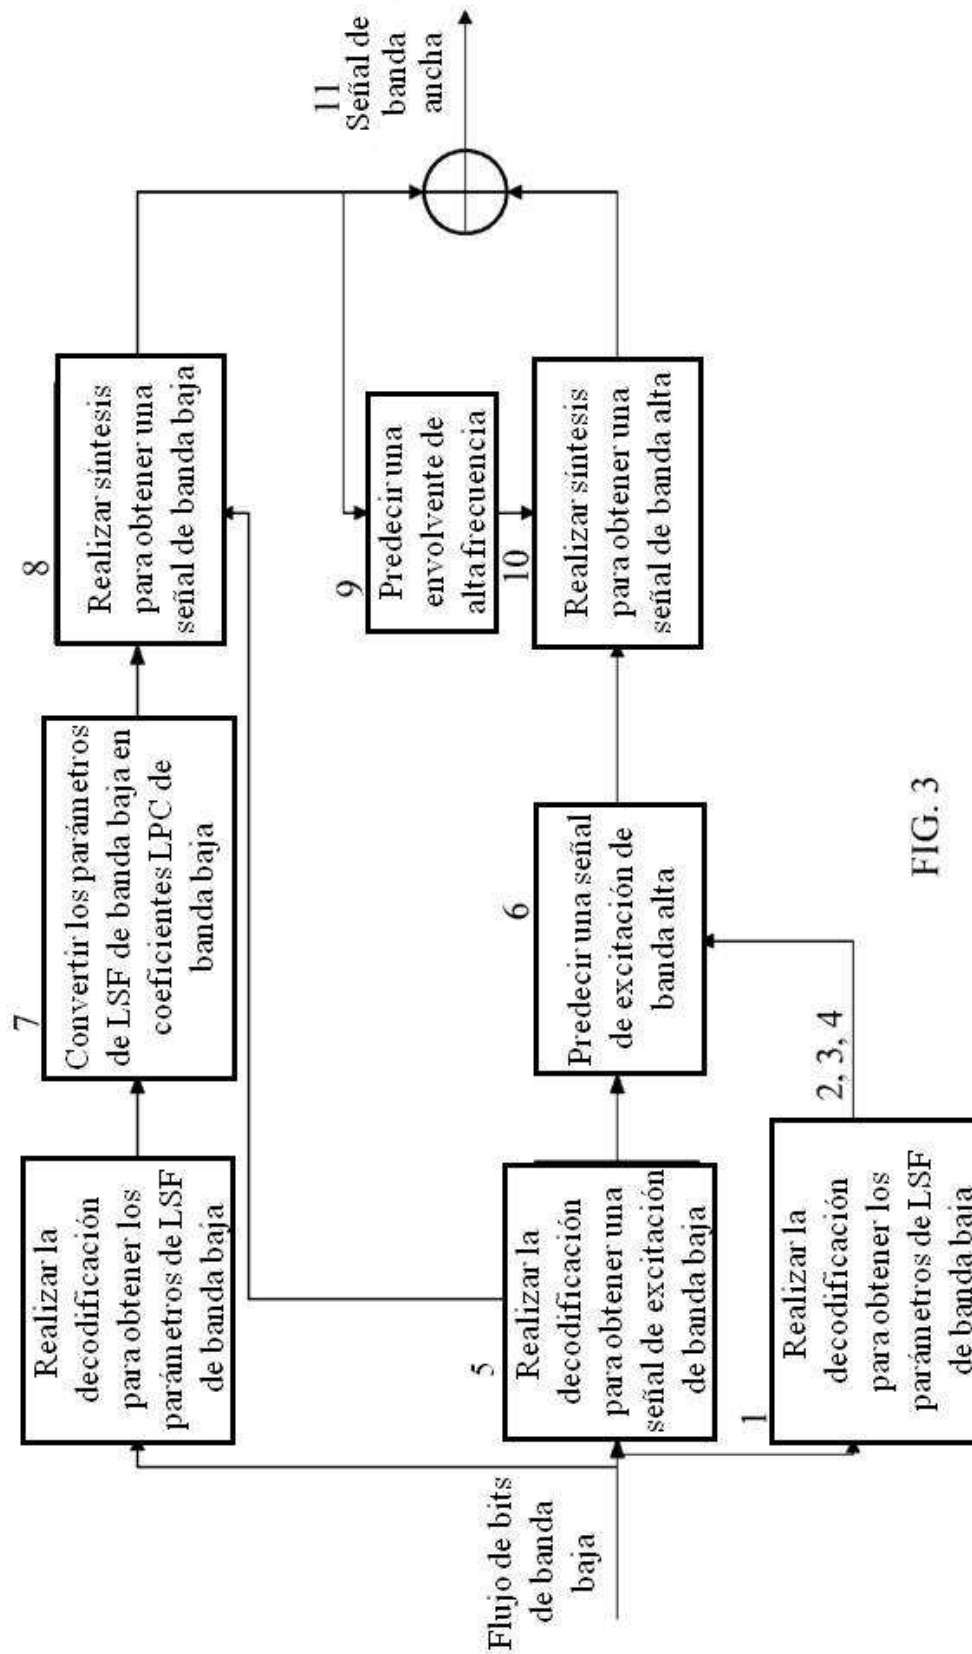 Flujo de bits
de banda
baja
Realizar la
decodificación
para obtener los
parámetros de LSF
de banda baja
7
Convertir los parámetros
de LSF de banda baja en
coeficientes LPC de
banda baja
8
Realizar síntesis
para obtener una
señal de banda baja
5
Realizar la
decodificación
para obtener una
señal de excitación
de banda baja
6
Predecir una señal
de excitación de
banda alta
9
Predecir una
envolvente de
alta frecuencia
10
Realizar síntesis
para obtener una
señal de banda alta
11
Señal de
banda
ancha
1
Realizar la
decodificación
para obtener los
parámetros de LSF
de banda baja
2, 3, 4
FIG. 3